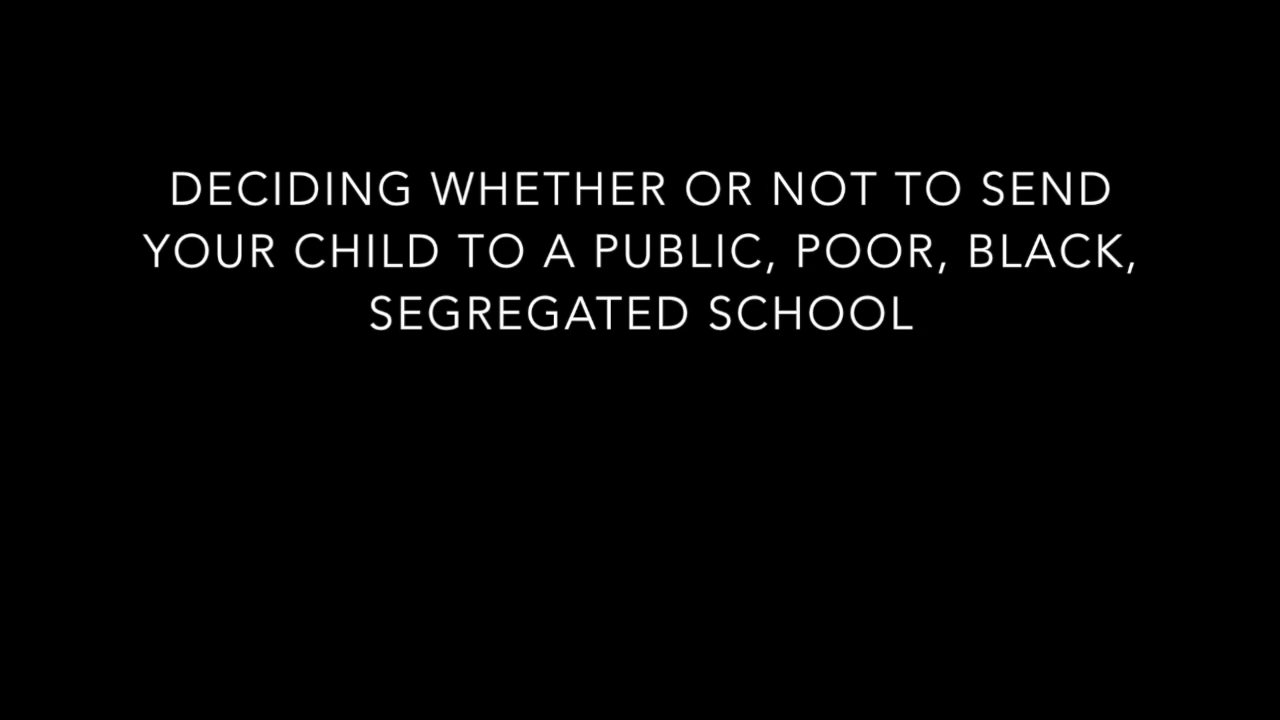 DECIDING WHETHER OR NOT TO SEND
YOUR CHILD TO A PUBLIC, POOR, BLACK,
SEGREGATED SCHOOL